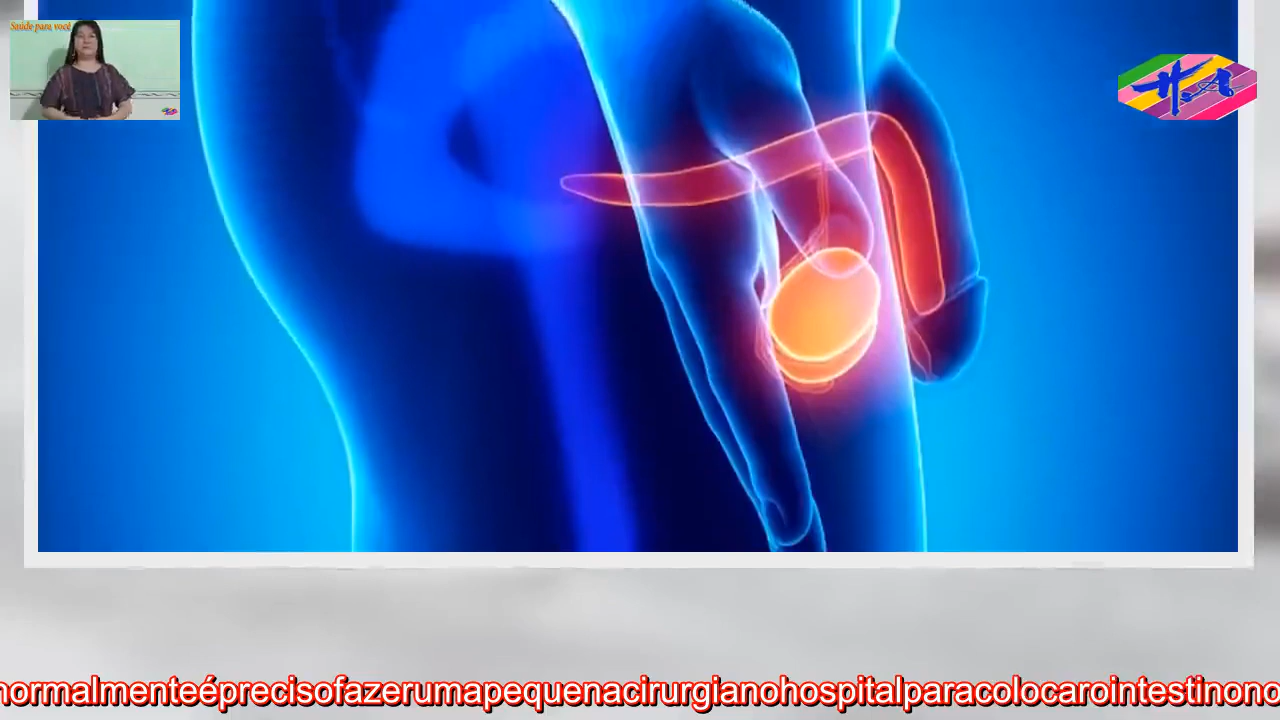 Saúde para você
H.A
normalmenteéprecisofazerumapequenacirurgianohospitalparacolocarointestinono